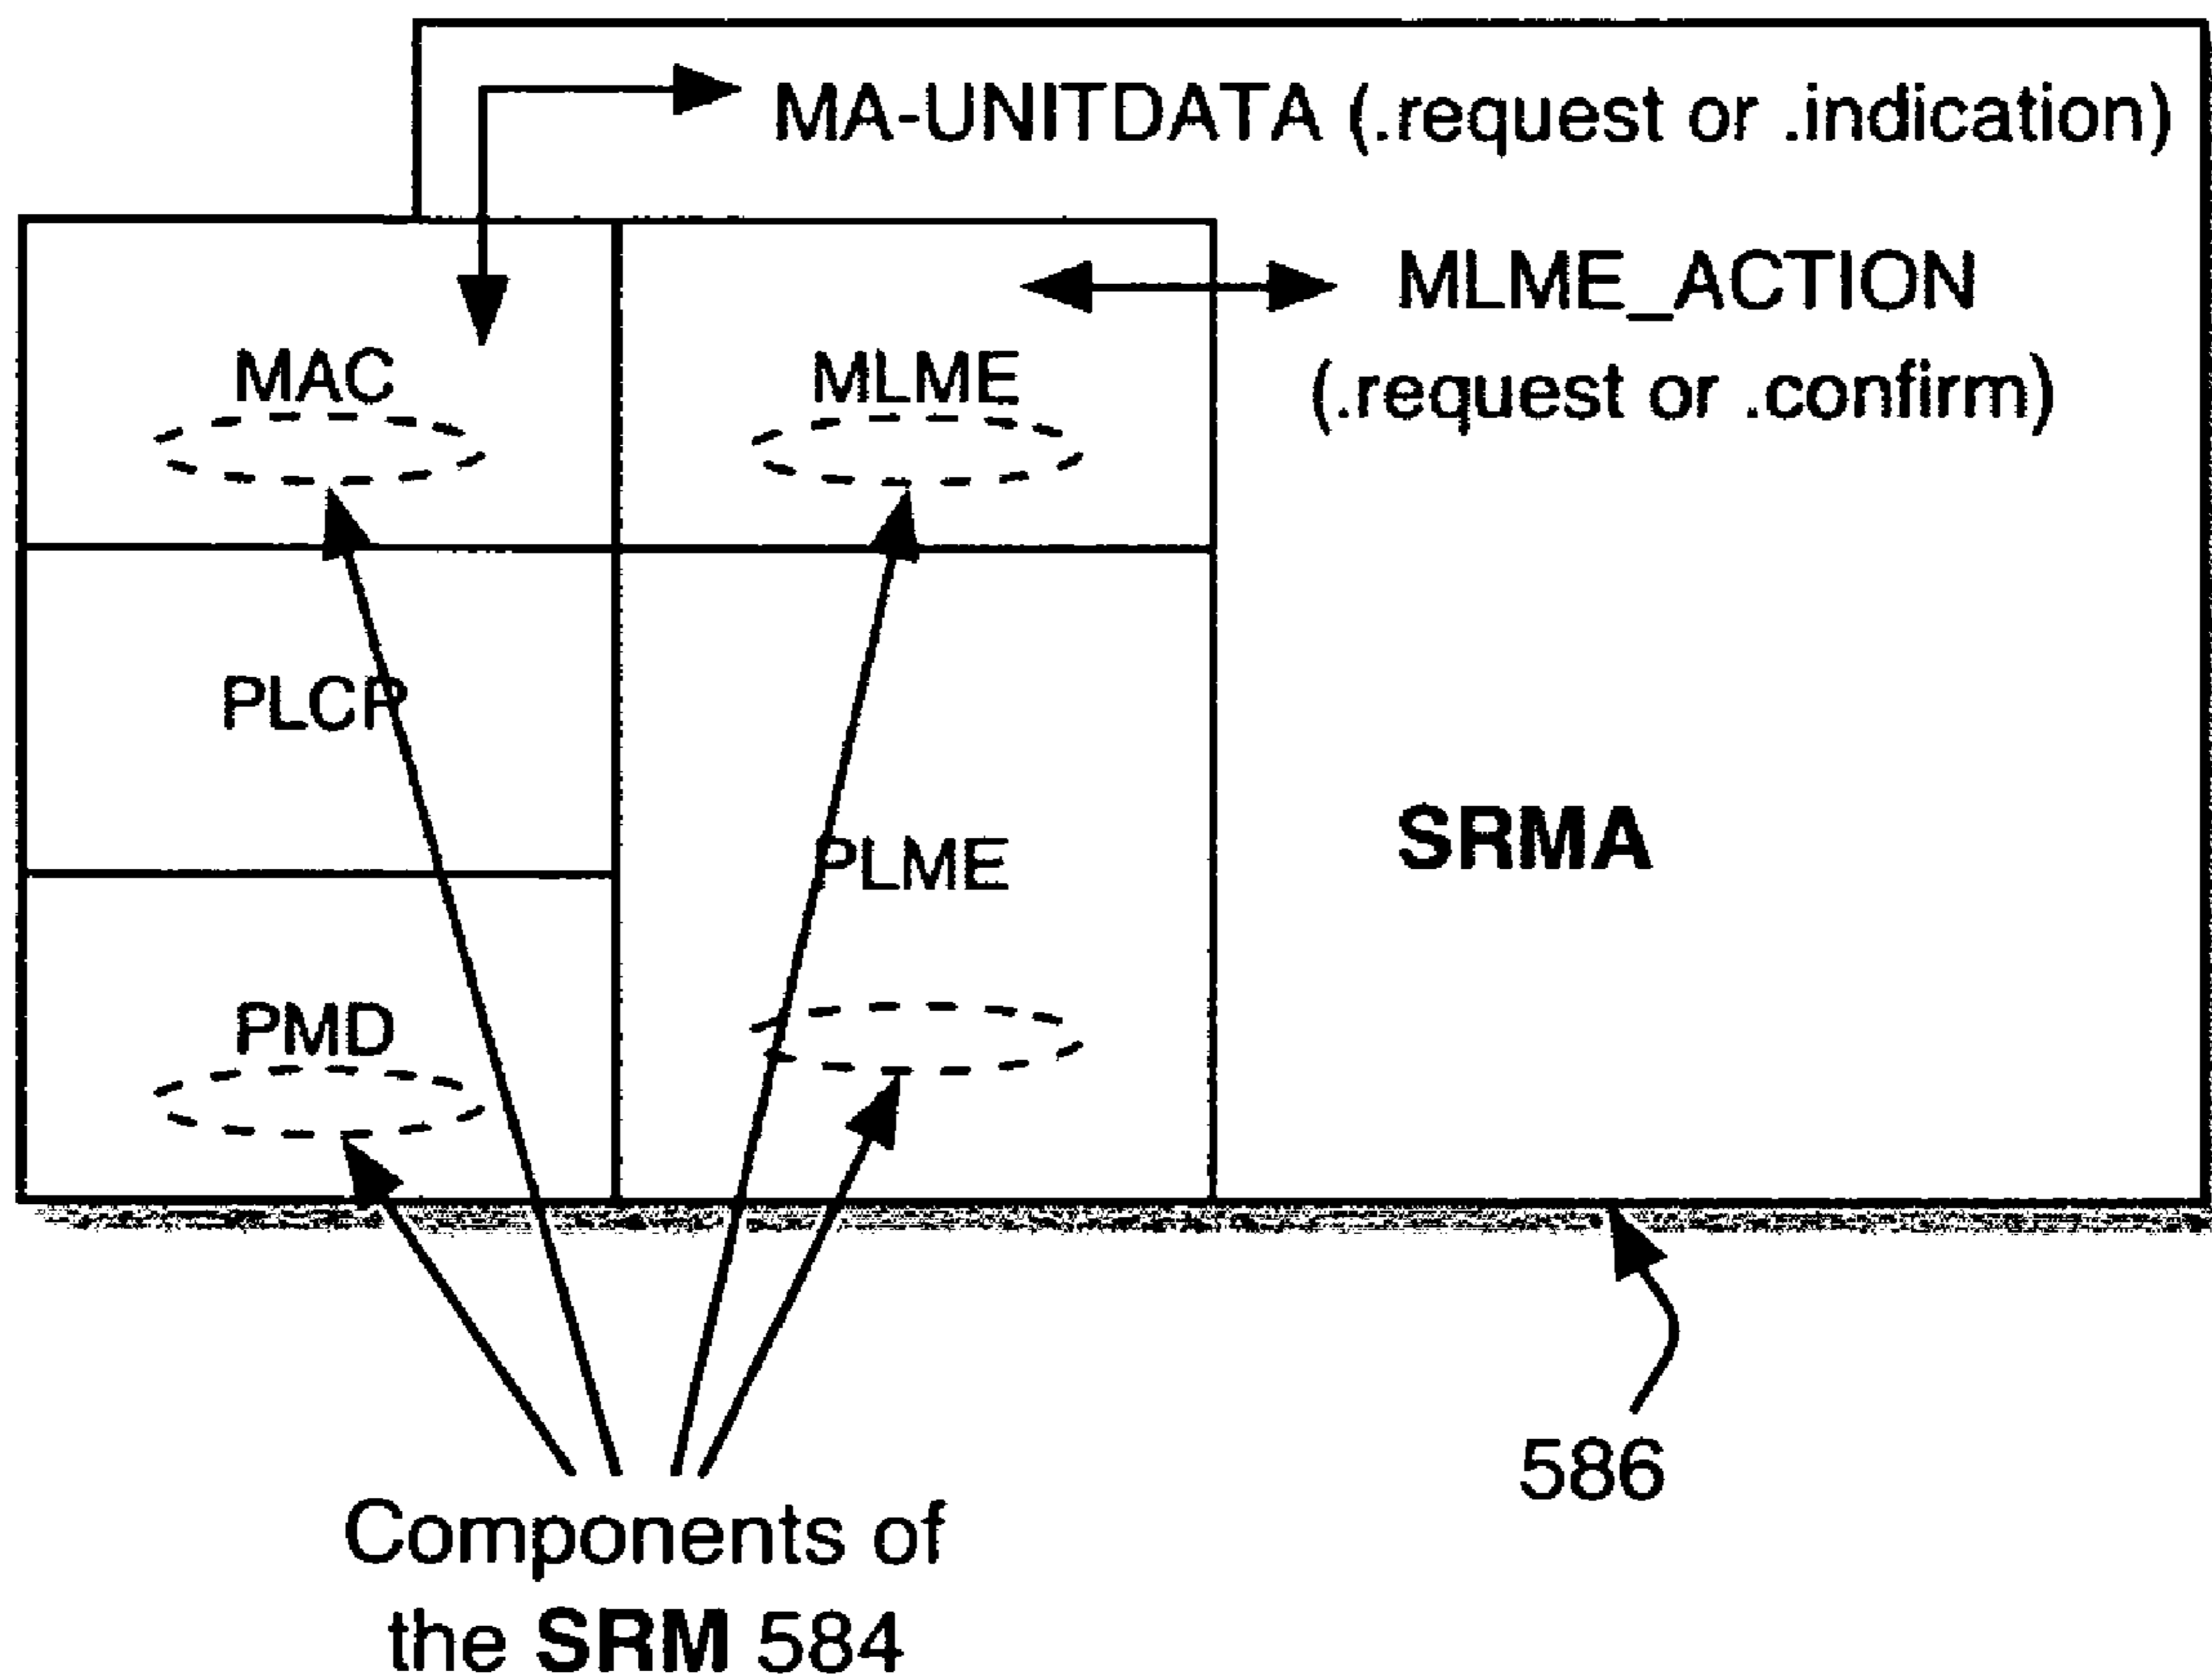 MA-UNITDATA (.request or .indication)
MLME_ACTION
(.request or .confirm)
MAC
MLME
PLCP
PLME
SRMA
PMD
586
Components of
the SRM 584